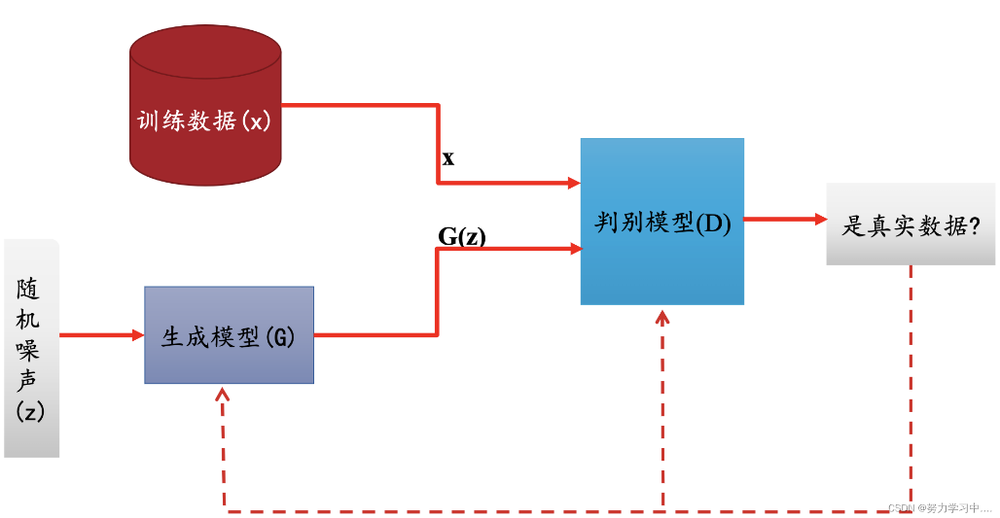 训练数据(x)
x
判别模型(D)
是真实数据?
G(z)
随
机
噪
声
(z)
生成模型(G)
CSDN @努力学习中....